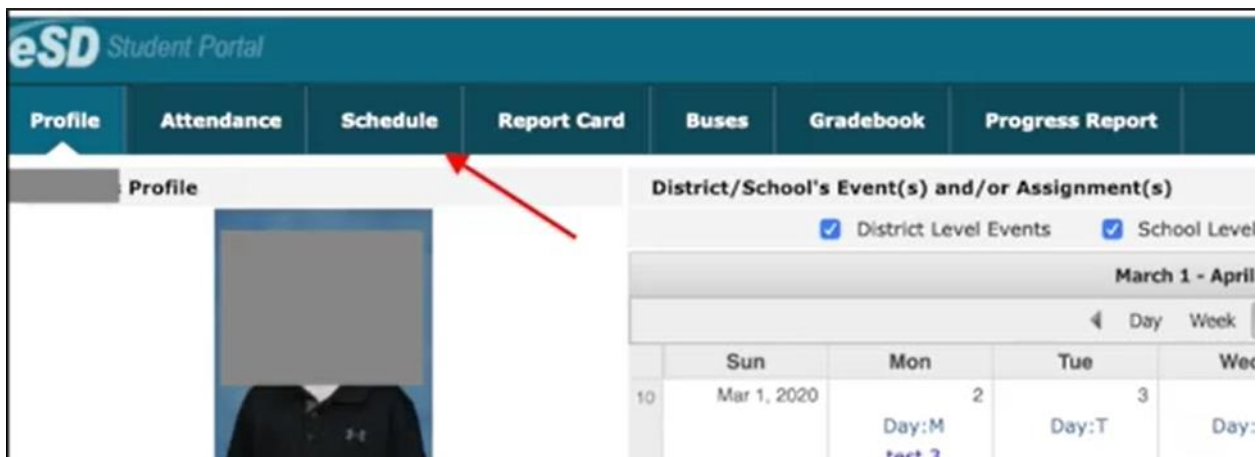 eSD Student Portal
Profile Attendance Schedule Report Card Buses Gradebook Progress Report
Profile
District/School's Event(s) and/or Assignment(s)
District Level Events School Level
March 1 - April
Day Week
Sun Mon Tue Wed
10 Mar 1, 2020 2 3
Day:M Day:T Day:
test 2